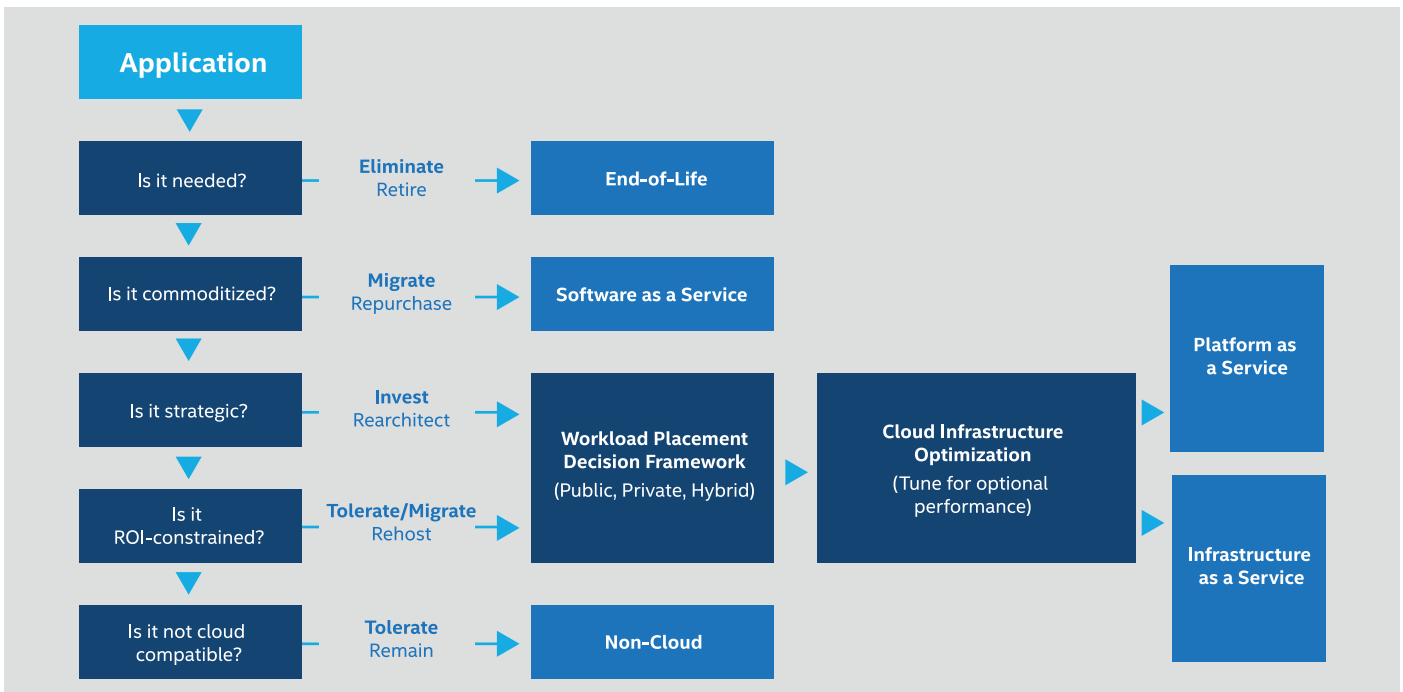 Application
Is it needed?
Eliminate
Retire
End-of-Life
Is it commoditized?
Migrate
Repurchase
Software as a Service
Is it strategic?
Invest
Rearchitect
Is it
ROI-constrained?
Tolerate/Migrate
Rehost
Workload Placement
Decision Framework
(Public, Private, Hybrid)
Cloud Infrastructure
Optimization
(Tune for optional
performance)
Platform as
a Service
Infrastructure
as a Service
Is it not cloud
compatible?
Tolerate
Remain
Non-Cloud